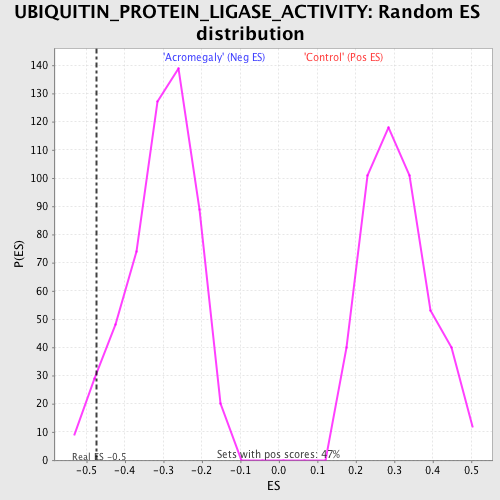 UBIQUITIN_PROTEIN_LIGASE_ACTIVITY: Random ES
distribution
'Acromegaly' (Neg ES) 'Control' (Pos ES)
P(ES)
140
130
120
110
100
90
80
70
60
50
40
30
20
10
0
Real ES -0.5 Sets with pos scores: 47%
-0.5 -0.4 -0.3 -0.2 -0.1 0.0 0.1 0.2 0.3 0.4 0.5
ES